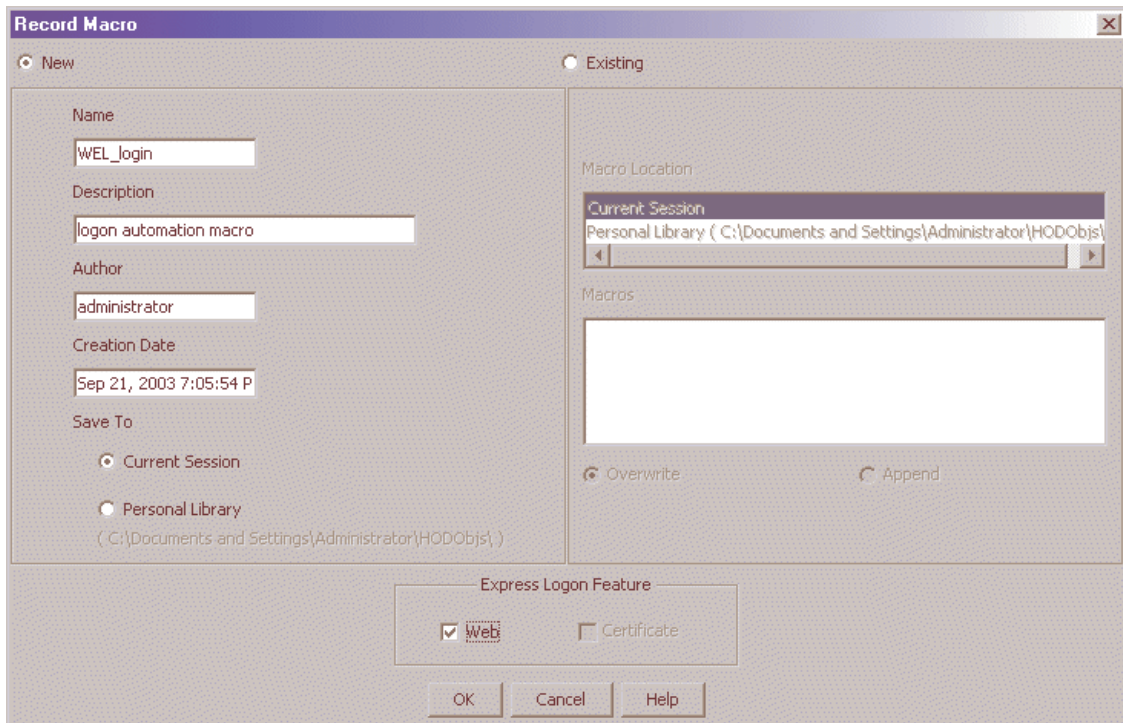 Record Macro
New
Existing
Name
WEL_login
Description
logon automation macro
Author
administrator
Creation Date
Sep 21, 2003 7:05:54 P
Save To
Current Session
Personal Library
( C:\Documents and Settings\Administrator\HODObjs\ )
Macro Location
Current Session
Personal Library ( C:\Documents and Settings\Administrator\HODObjs\
Macros
Overwrite
Append
Express Logon Feature
Web
Certificate
OK
Cancel
Help